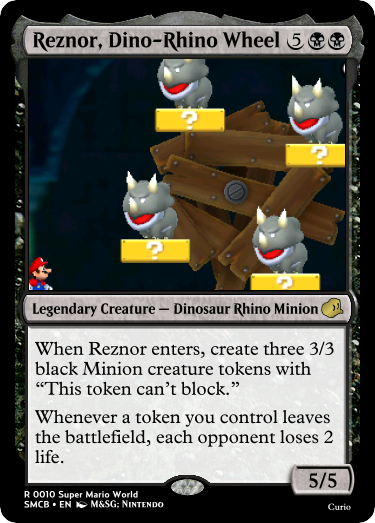 Reznor, Dino-Rhino Wheel 5
? ?
? ?
Legendary Creature — Dinosaur Rhino Minion
When Reznor enters, create three 3/3
black Minion creature tokens with
“This token can’t block.”
Whenever a token you control leaves
the battlefield, each opponent loses 2
life.
5/5
R 0010 Super Mario World
SMCB • EN M&SG; Nintendo
Curio